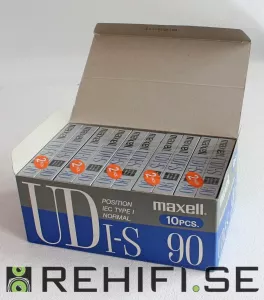 maxell
10PCS.
UDI-S 90
POSITION
IEC TYPE I
NORMAL
REHIFI.SE